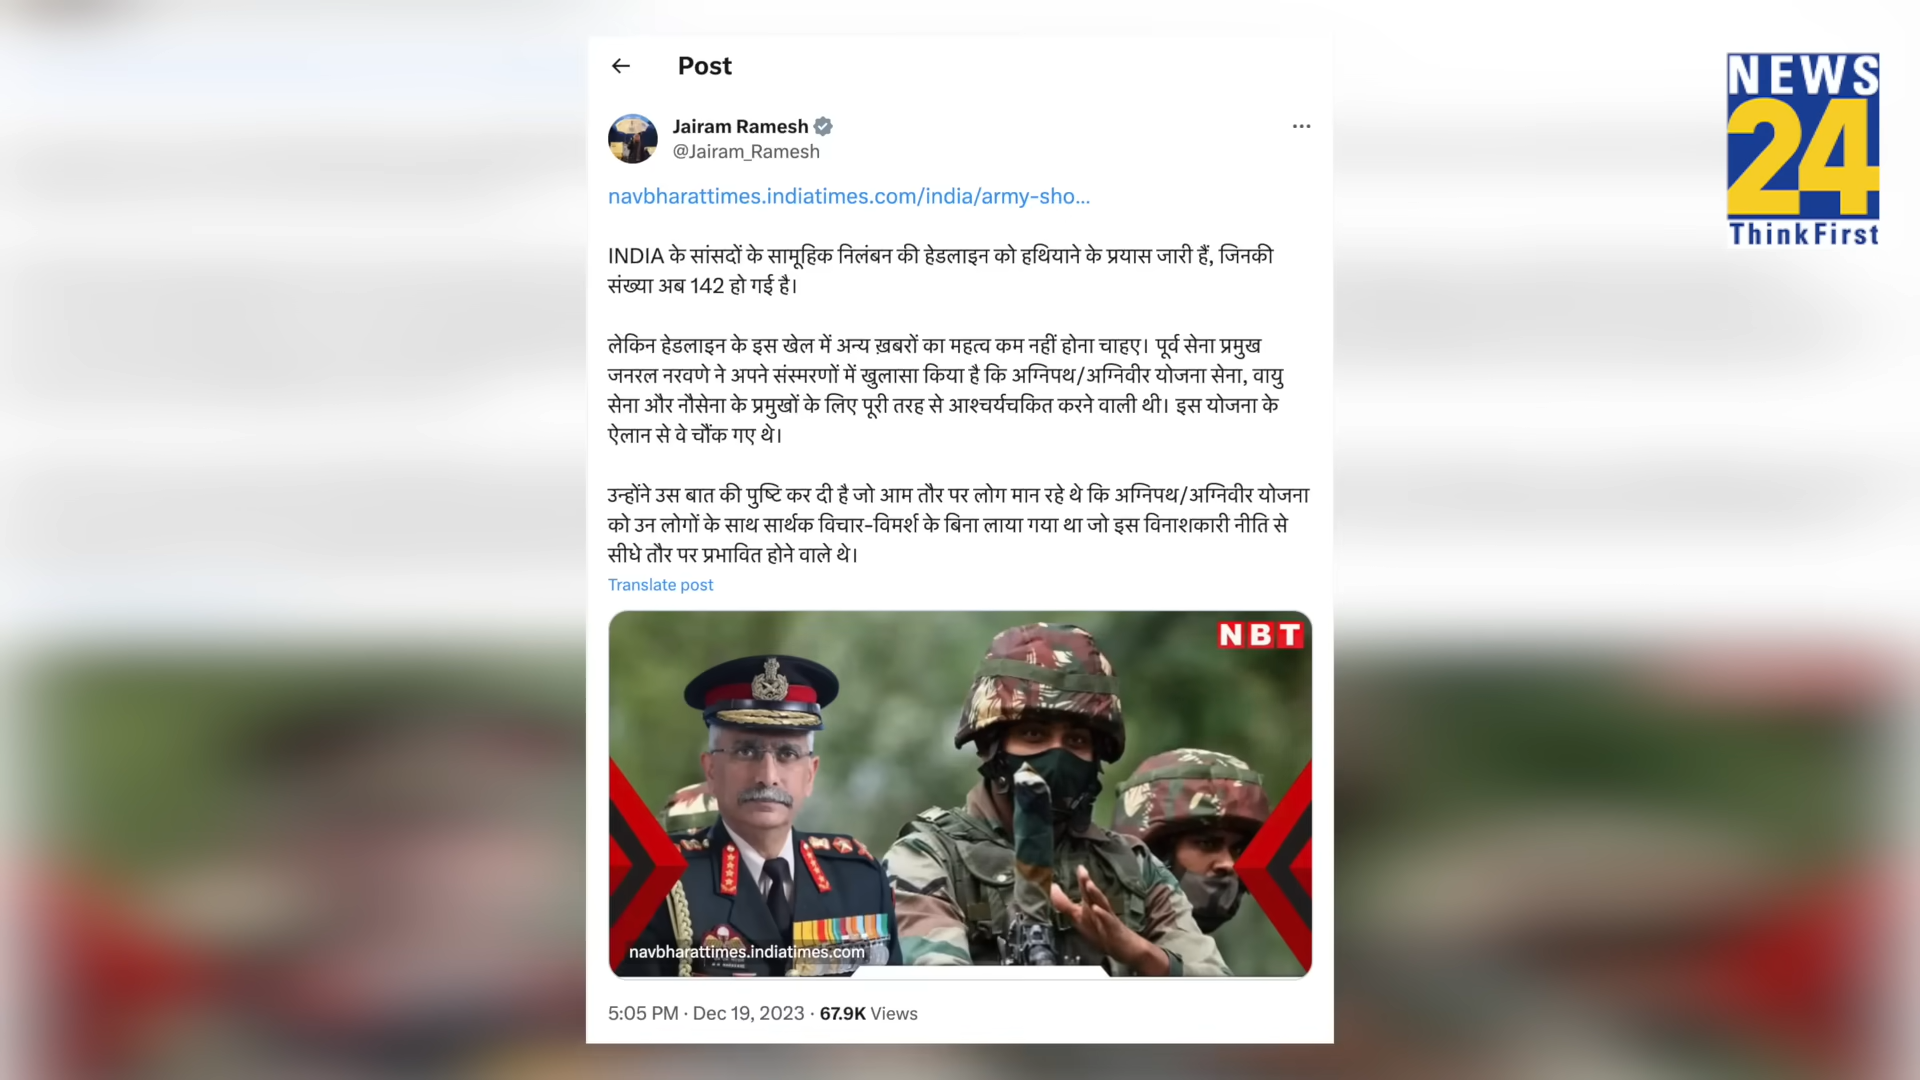 Post
NEWS
24
Think First
Jairam Ramesh
@Jairam_Ramesh
navbharattimes.indiatimes.com/india/army-sho...
INDIA के सांसदों के सामूहिक निलंबन की हेडलाइन को हथियाने के प्रयास जारी हैं, जिनकी
संख्या अब 142 हो गई है।
लेकिन हेडलाइन के इस खेल में अन्य ख़बरों का महत्व कम नहीं होना चाहए। पूर्व सेना प्रमुख
जनरल नरवणे ने अपने संस्मरणों में खुलासा किया है कि अग्निपथ/अग्निवीर योजना सेना, वायु
सेना और नौसेना के प्रमुखों के लिए पूरी तरह से आश्चर्यचकित करने वाली थी। इस योजना के
ऐलान से वे चौंक गए थे।
उन्होंने उस बात की पुष्टि कर दी है जो आम तौर पर लोग मान रहे थे कि अग्निपथ/अग्निवीर योजना
को उन लोगों के साथ सार्थक विचार-विमर्श के बिना लाया गया था जो इस विनाशकारी नीति से
सीधे तौर पर प्रभावित होने वाले थे।
Translate post
NBT
navbharattimes.indiatimes.com
5:05 PM · Dec 19, 2023 · 67.9K Views